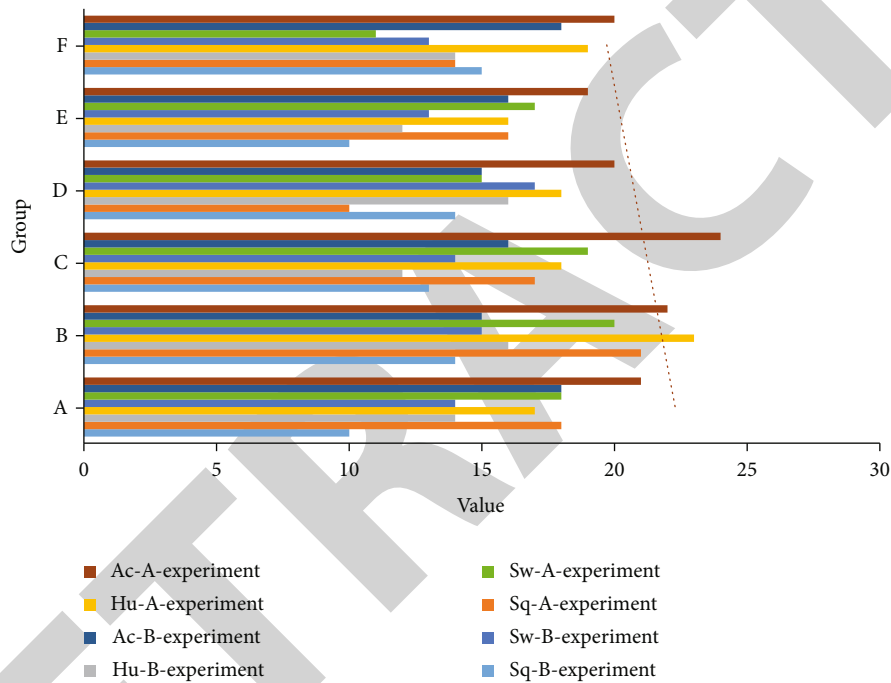 F
E
D
C
B
A
Group
0 5 10 15 20 25 30
Value
Ac-A-experiment
Hu-A-experiment
Ac-B-experiment
Hu-B-experiment
Sw-A-experiment
Sq-A-experiment
Sw-B-experiment
Sq-B-experiment
TRACT